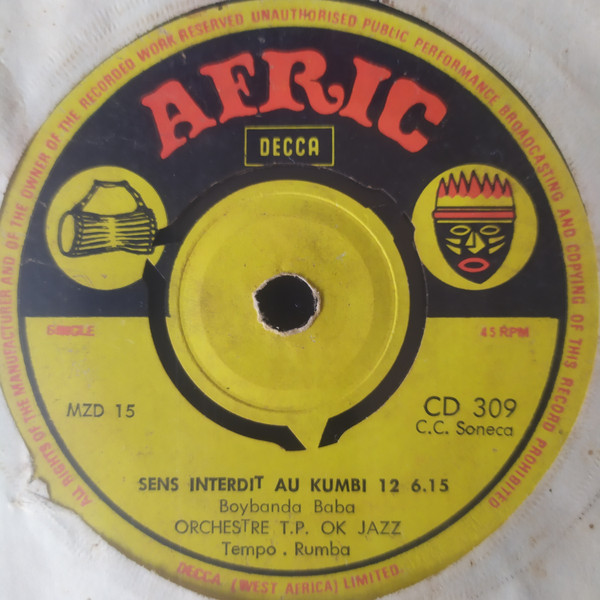 ALL RIGHTS OF THE MANUFACTURER AND OF THE OWNER OF THE RECORDED WORK RESERVED UNAUTHORISED PUBLIC PERFORMANCE BROADCASTING AND COPYING OF THIS RECORD PROHIBITED
AFRIC
DECCA
SINGLE
45 RPM
MZD 15
CD 309
C.C. Soneca
SENS INTERDIT AU KUMBI 12 6.15
Boybanda Baba
ORCHESTRE T.P. OK JAZZ
Tempo . Rumba
DECCA (WEST AFRICA) LIMITED